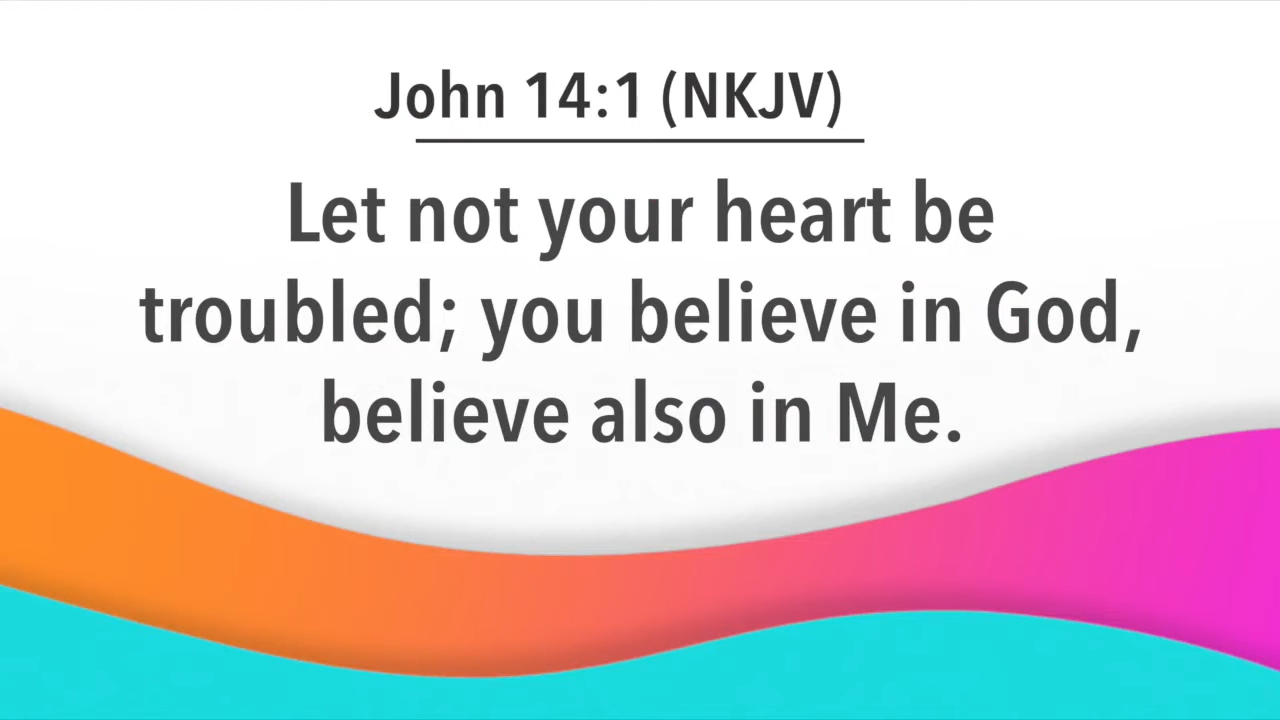 John 14:1 (NKJV)
Let not your heart be
troubled; you believe in God,
believe also in Me.